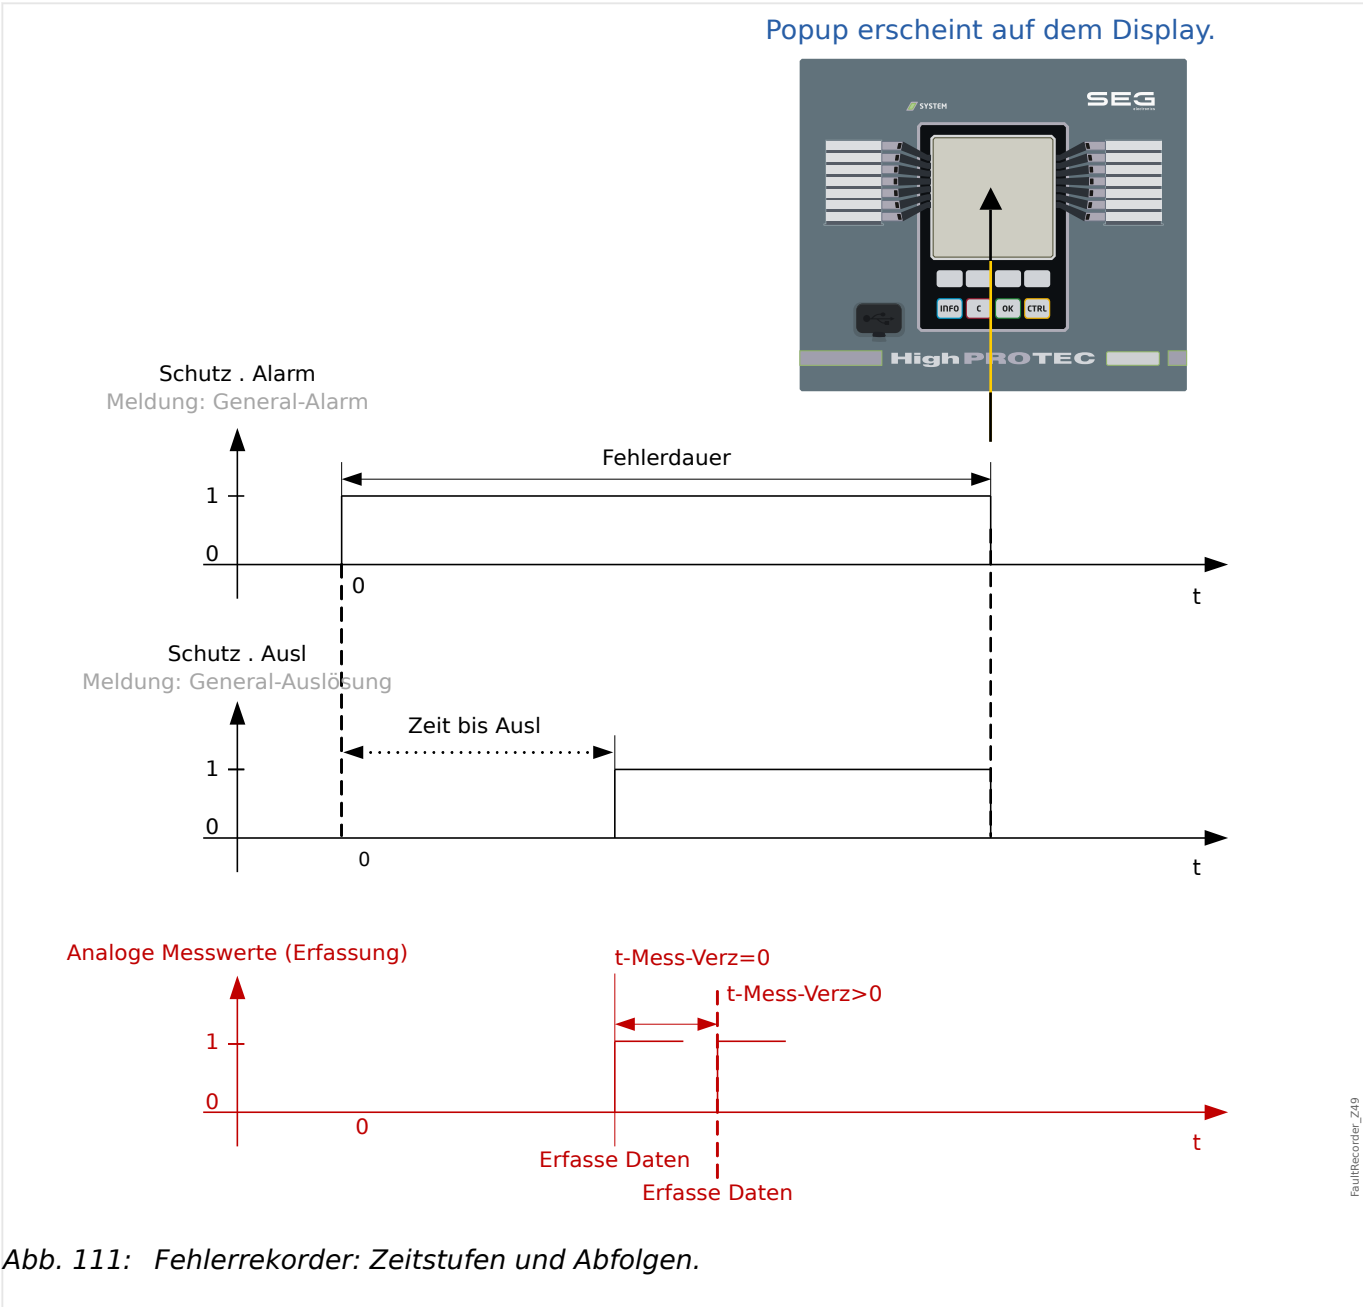 Popup erscheint auf dem Display.
SYSTEM
SEG
INFO
C
OK
CTRL
HighPROTEC
Schutz . Alarm
Meldung: General-Alarm
Fehlerdauer
1
0
0
t
Schutz . Ausl
Meldung: General-Auslösung
Zeit bis Ausl
1
0
0
t
Analoge Messwerte (Erfassung)
t-Mess-Verz=0
t-Mess-Verz>0
1
0
0
t
Erfasse Daten
Erfasse Daten
FaultRecorder_Z49
Abb. 111: Fehlerrekorder: Zeitstufen und Abfolgen.